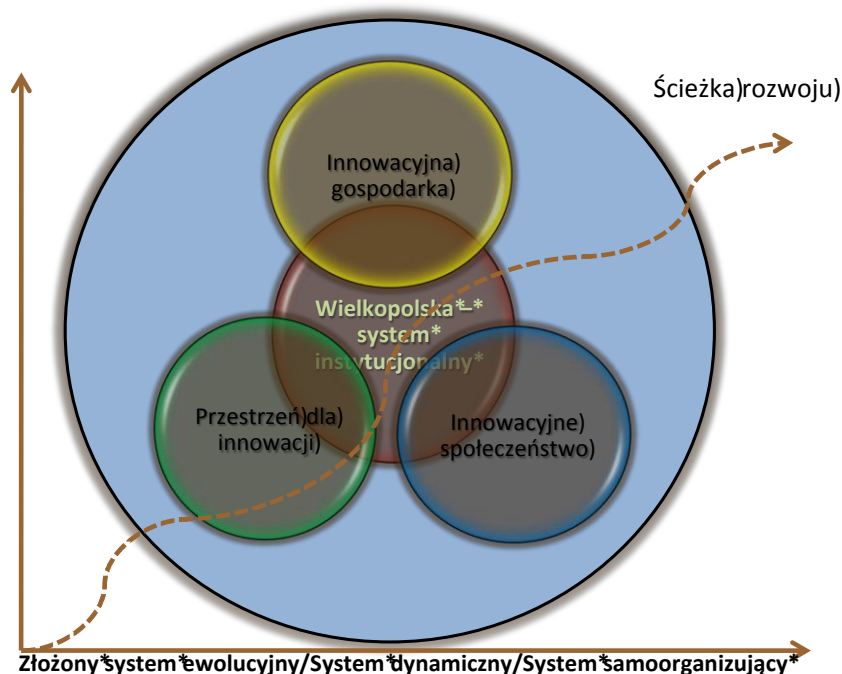 Ścieżka)rozwoju)
Innowacyjna)
gospodarka)
Wielkopolska*–*
system*
instytucjonalny*
Przestrzeń)dla)
innowacji)
Innowacyjne)
społeczeństwo)
Złożony*system*ewolucyjny/System*dynamiczny/System*samoorganizujący*